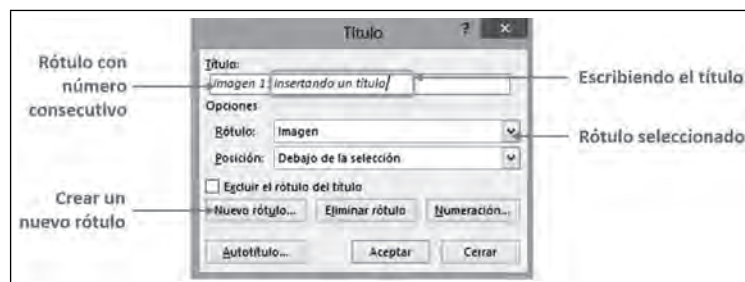 Título ? ×
Rótulo con
número
consecutivo
Título:
Imagen 1: insertando un título
Escribiendo el título
Opciones
Rótulo: Imagen
Rótulo seleccionado
Posición: Debajo de la selección
Excluir el rótulo del título
Crear un
nuevo rótulo
Nuevo rótulo... Eliminar rótulo Numeración...
Autotítulo... Aceptar Cerrar